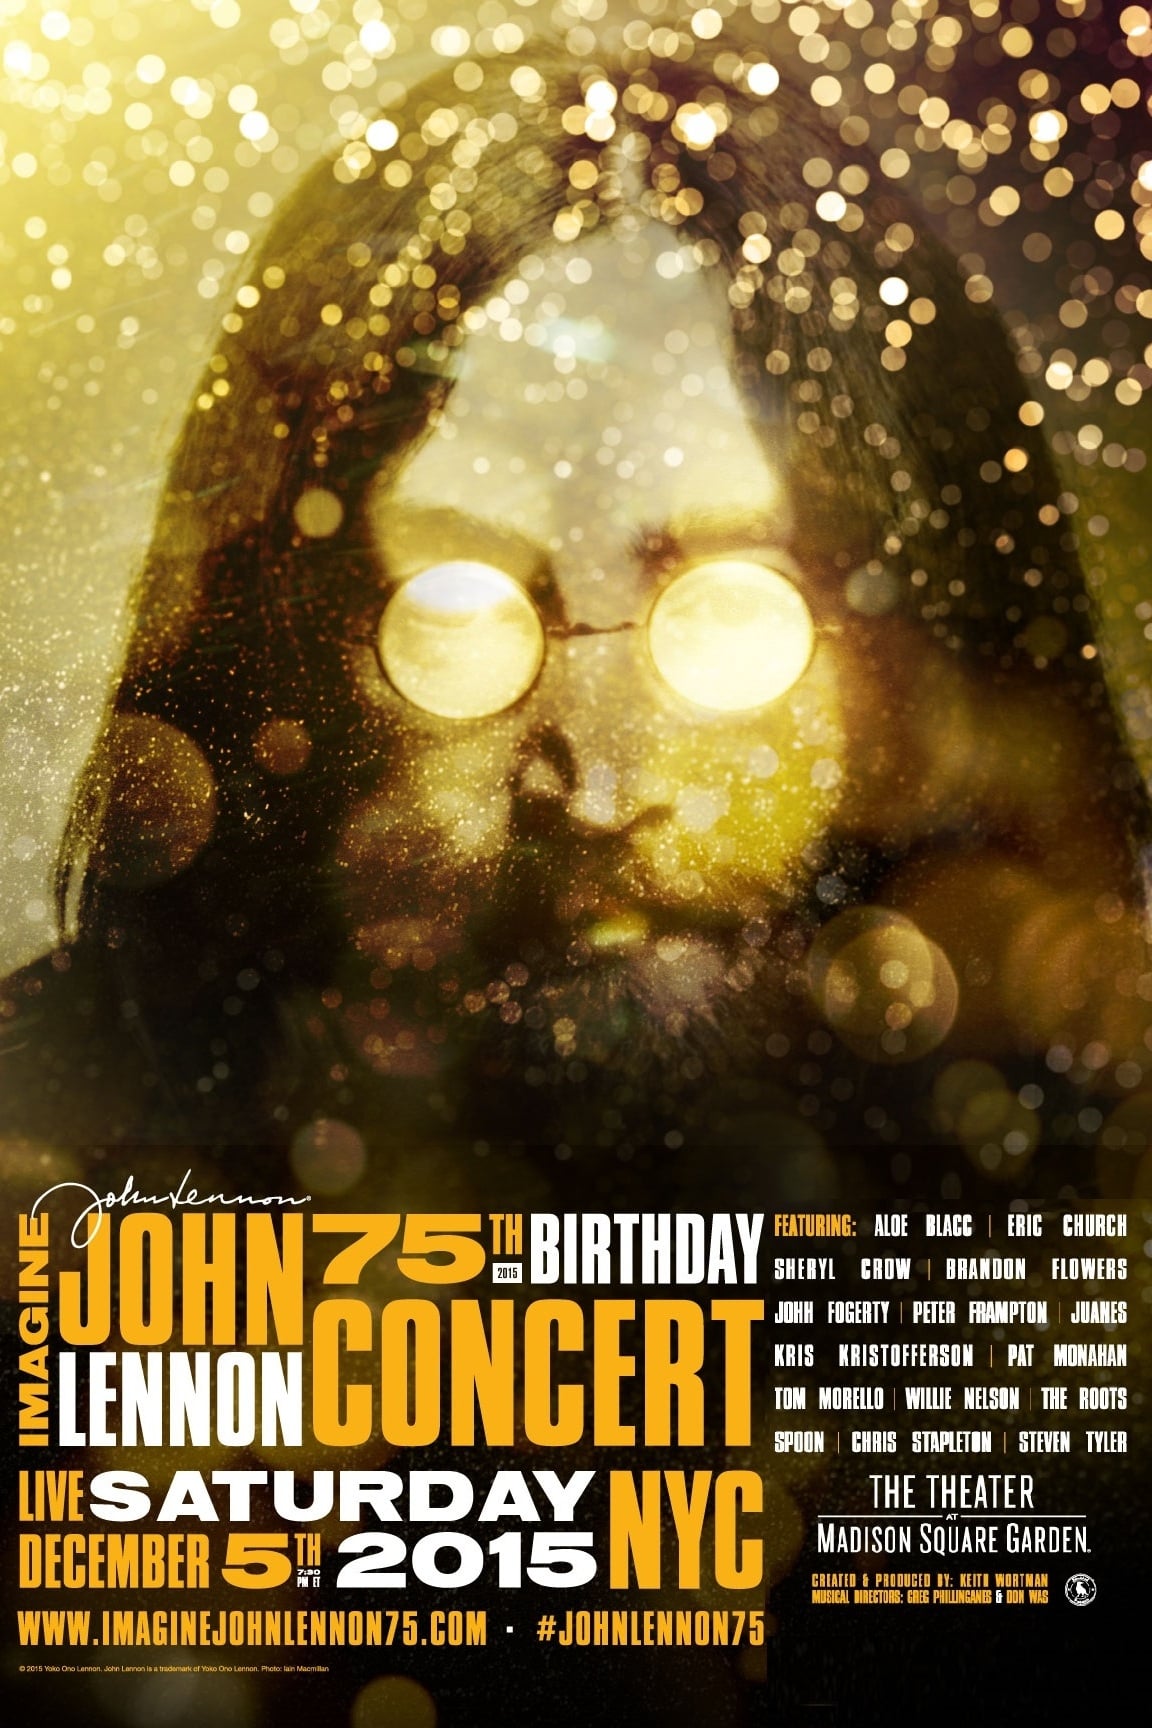 John Lennon®
IMAGINE
JOHN
LENNON
75TH
2015
BIRTHDAY
CONCERT
LIVE SATURDAY
DECEMBER 5TH
7:30
PM ET
2015
NYC
WWW.IMAGINEJOHNLENNON75.COM · #JOHNLENNON75
© 2015 Yoko Ono Lennon. John Lennon is a trademark of Yoko Ono Lennon. Photo: Iain Macmillan
FEATURING: ALOE BLACC | ERIC CHURCH
SHERYL CROW | BRANDON FLOWERS
JOHN FOGERTY | PETER FRAMPTON | JUANES
KRIS KRISTOFFERSON | PAT MONAHAN
TOM MORELLO | WILLIE NELSON | THE ROOTS
SPOON | CHRIS STAPLETON | STEVEN TYLER
THE THEATER
AT
MADISON SQUARE GARDEN.
CREATED & PRODUCED BY: KEITH WORTMAN
MUSICAL DIRECTORS: GREG PHILLINGANES & DON WAS